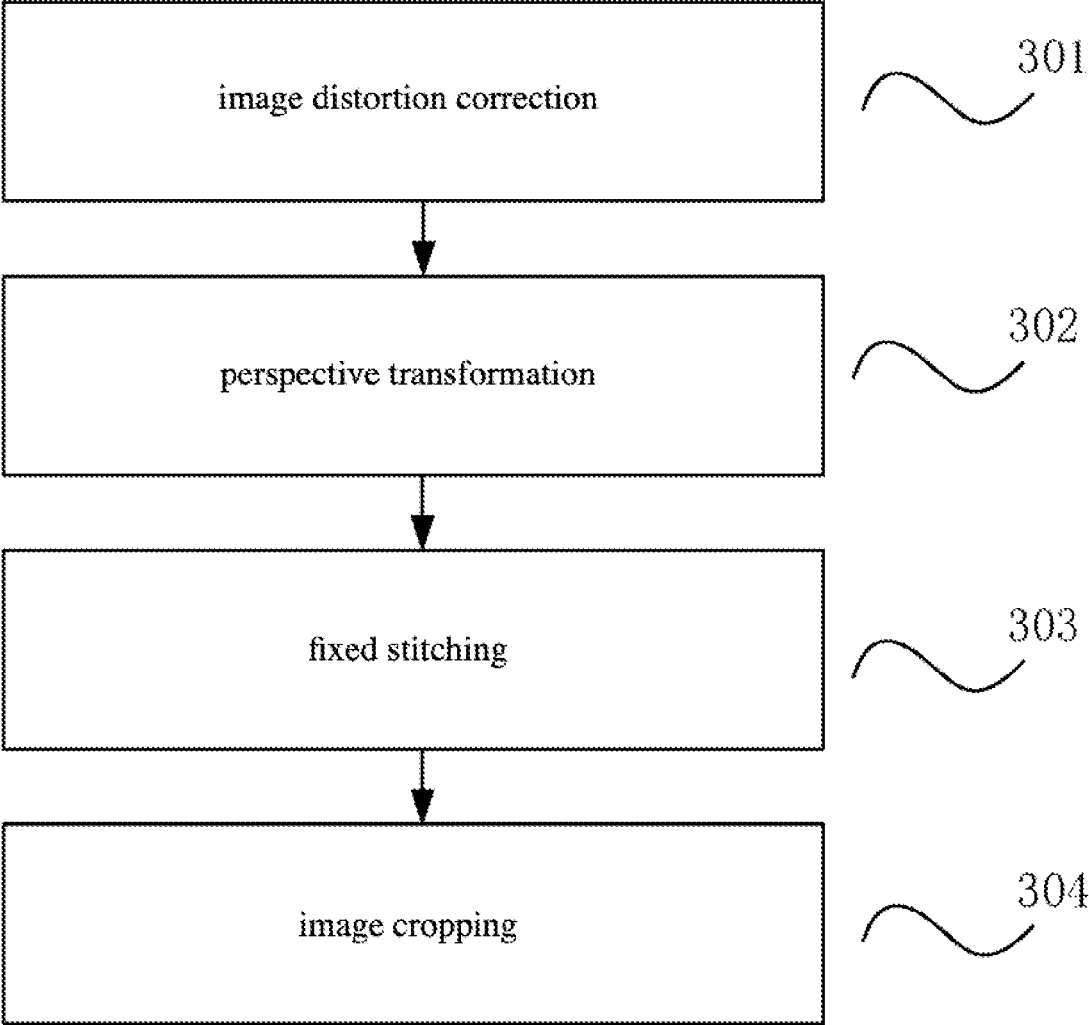 image distortion correction
301
perspective transformation
302
fixed stitching
303
image cropping
304